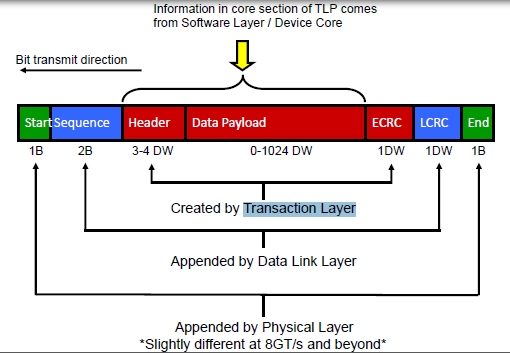 Information in core section of TLP comes
from Software Layer / Device Core
Bit transmit direction
Start Sequence Header Data Payload ECRC LCRC End
1B 2B 3-4 DW 0-1024 DW 1DW 1DW 1B
Created by Transaction Layer
Appended by Data Link Layer
Appended by Physical Layer
*Slightly different at 8GT/s and beyond*